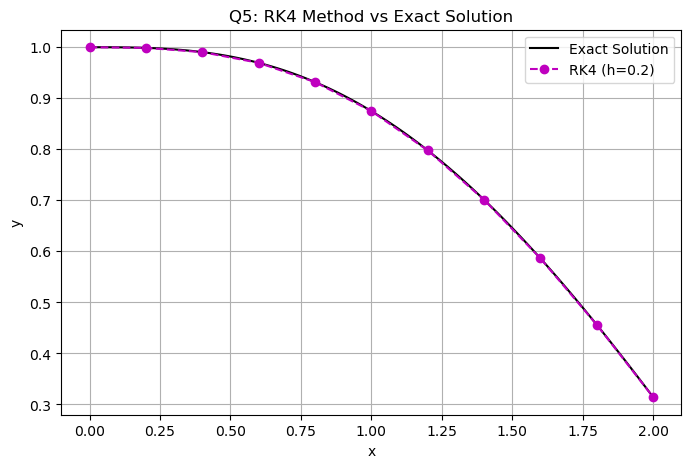 Q5: RK4 Method vs Exact Solution
Exact Solution
RK4 (h=0.2)
1.0
0.9
0.8
0.7
0.6
0.5
0.4
0.3
y
0.00 0.25 0.50 0.75 1.00 1.25 1.50 1.75 2.00
x